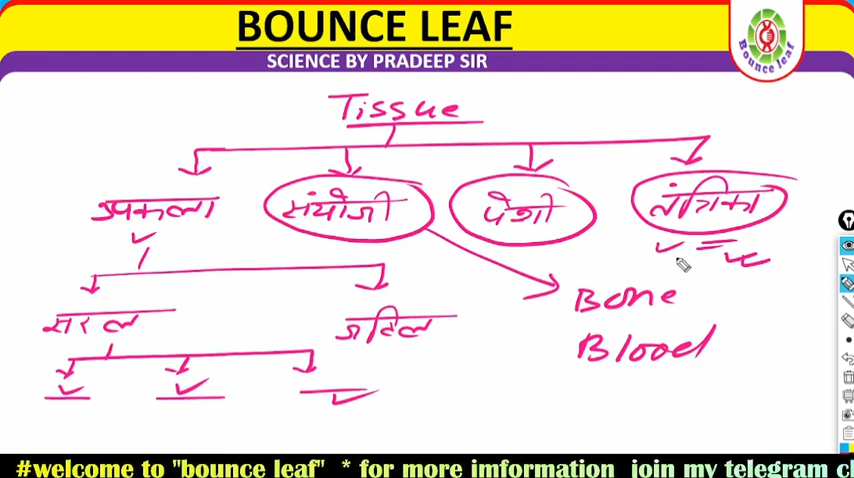 BOUNCE LEAF
SCIENCE BY PRADEEP SIR
Bounce leaf
Tissue
उपकला संयोजी पेशी तंत्रिका
Bone
सरल जटिल
Blood
#welcome to "bounce leaf" * for more imformation join my telegram ch